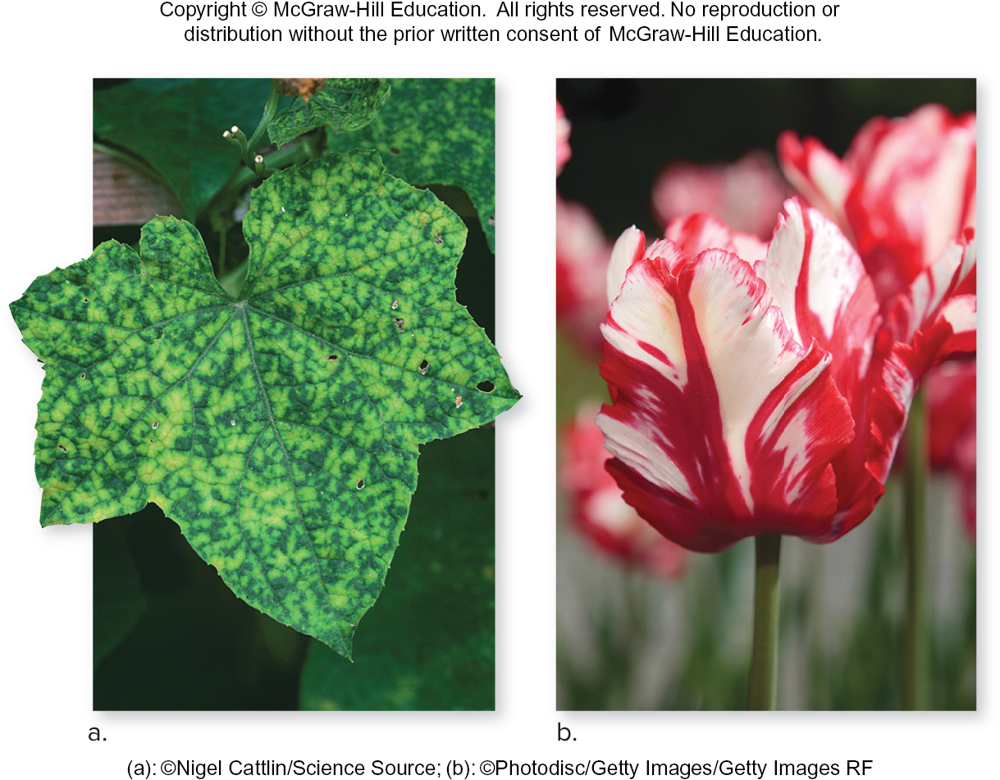 Copyright © McGraw-Hill Education. All rights reserved. No reproduction or
distribution without the prior written consent of McGraw-Hill Education.
a.
b.
(a): ©Nigel Cattlin/Science Source; (b): ©Photodisc/Getty Images/Getty Images RF